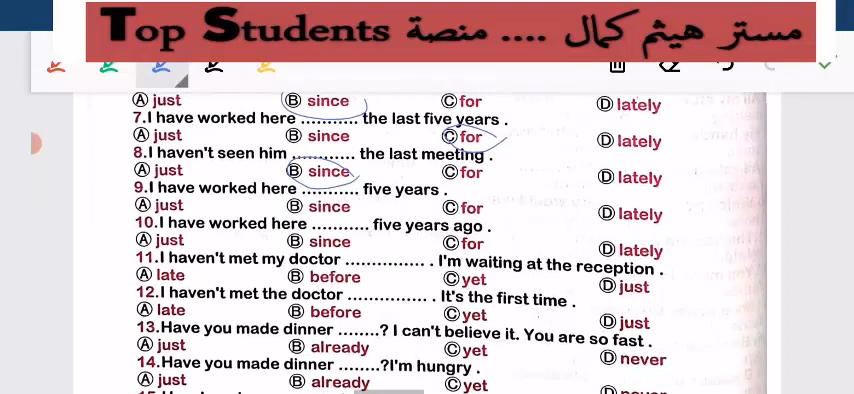 Top Students مستر هيثم كمال .... منصة
Ⓐ just Ⓑ since Ⓒ for Ⓓ lately
7.I have worked here ........... the last five years .
Ⓐ just Ⓑ since Ⓒ for Ⓓ lately
8.I haven't seen him ............ the last meeting .
Ⓐ just Ⓑ since Ⓒ for Ⓓ lately
9.I have worked here ........... five years .
Ⓐ just Ⓑ since Ⓒ for Ⓓ lately
10.I have worked here ........... five years ago .
Ⓐ just Ⓑ since Ⓒ for Ⓓ lately
11.I haven't met my doctor ............... . I'm waiting at the reception .
Ⓐ late Ⓑ before Ⓒ yet Ⓓ just
12.I haven't met the doctor ............... . It's the first time .
Ⓐ late Ⓑ before Ⓒ yet Ⓓ just
13.Have you made dinner ........? I can't believe it. You are so fast .
Ⓐ just Ⓑ already Ⓒ yet Ⓓ never
14.Have you made dinner ........?I'm hungry .
Ⓐ just Ⓑ already Ⓒ yet